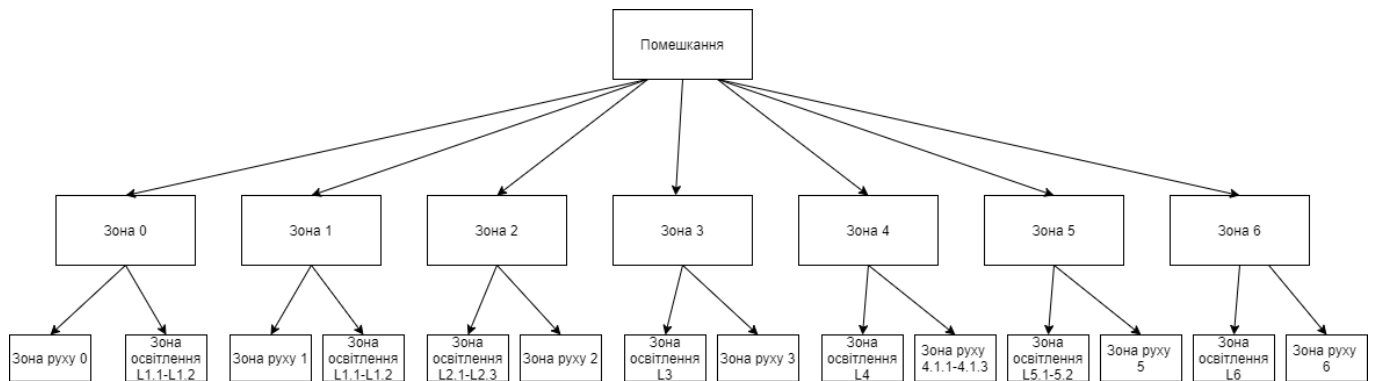 Помешкання
Зона 0
Зона 1
Зона 2
Зона 3
Зона 4
Зона 5
Зона 6
Зона руху 0
Зона
освітлення
L1.1-L1.2
Зона руху 1
Зона
освітлення
L1.1-L1.2
Зона
освітлення
L2.1-L2.3
Зона руху 2
Зона
освітлення
L3
Зона руху 3
Зона
освітлення
L4
Зона руху
4.1.1-4.1.3
Зона
освітлення
L5.1-5.2
Зона руху
5
Зона
освітлення
L6
Зона руху
6